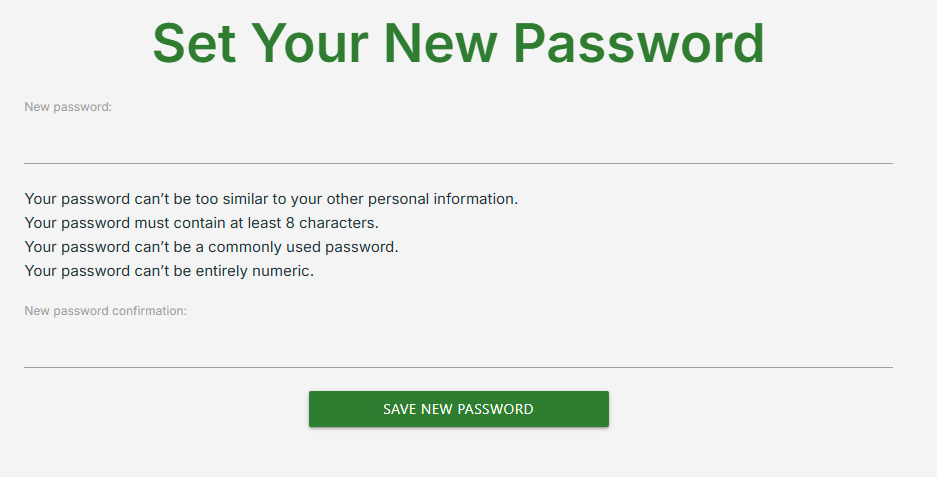 Set Your New Password
New password:
Your password can’t be too similar to your other personal information.
Your password must contain at least 8 characters.
Your password can’t be a commonly used password.
Your password can’t be entirely numeric.
New password confirmation:
SAVE NEW PASSWORD